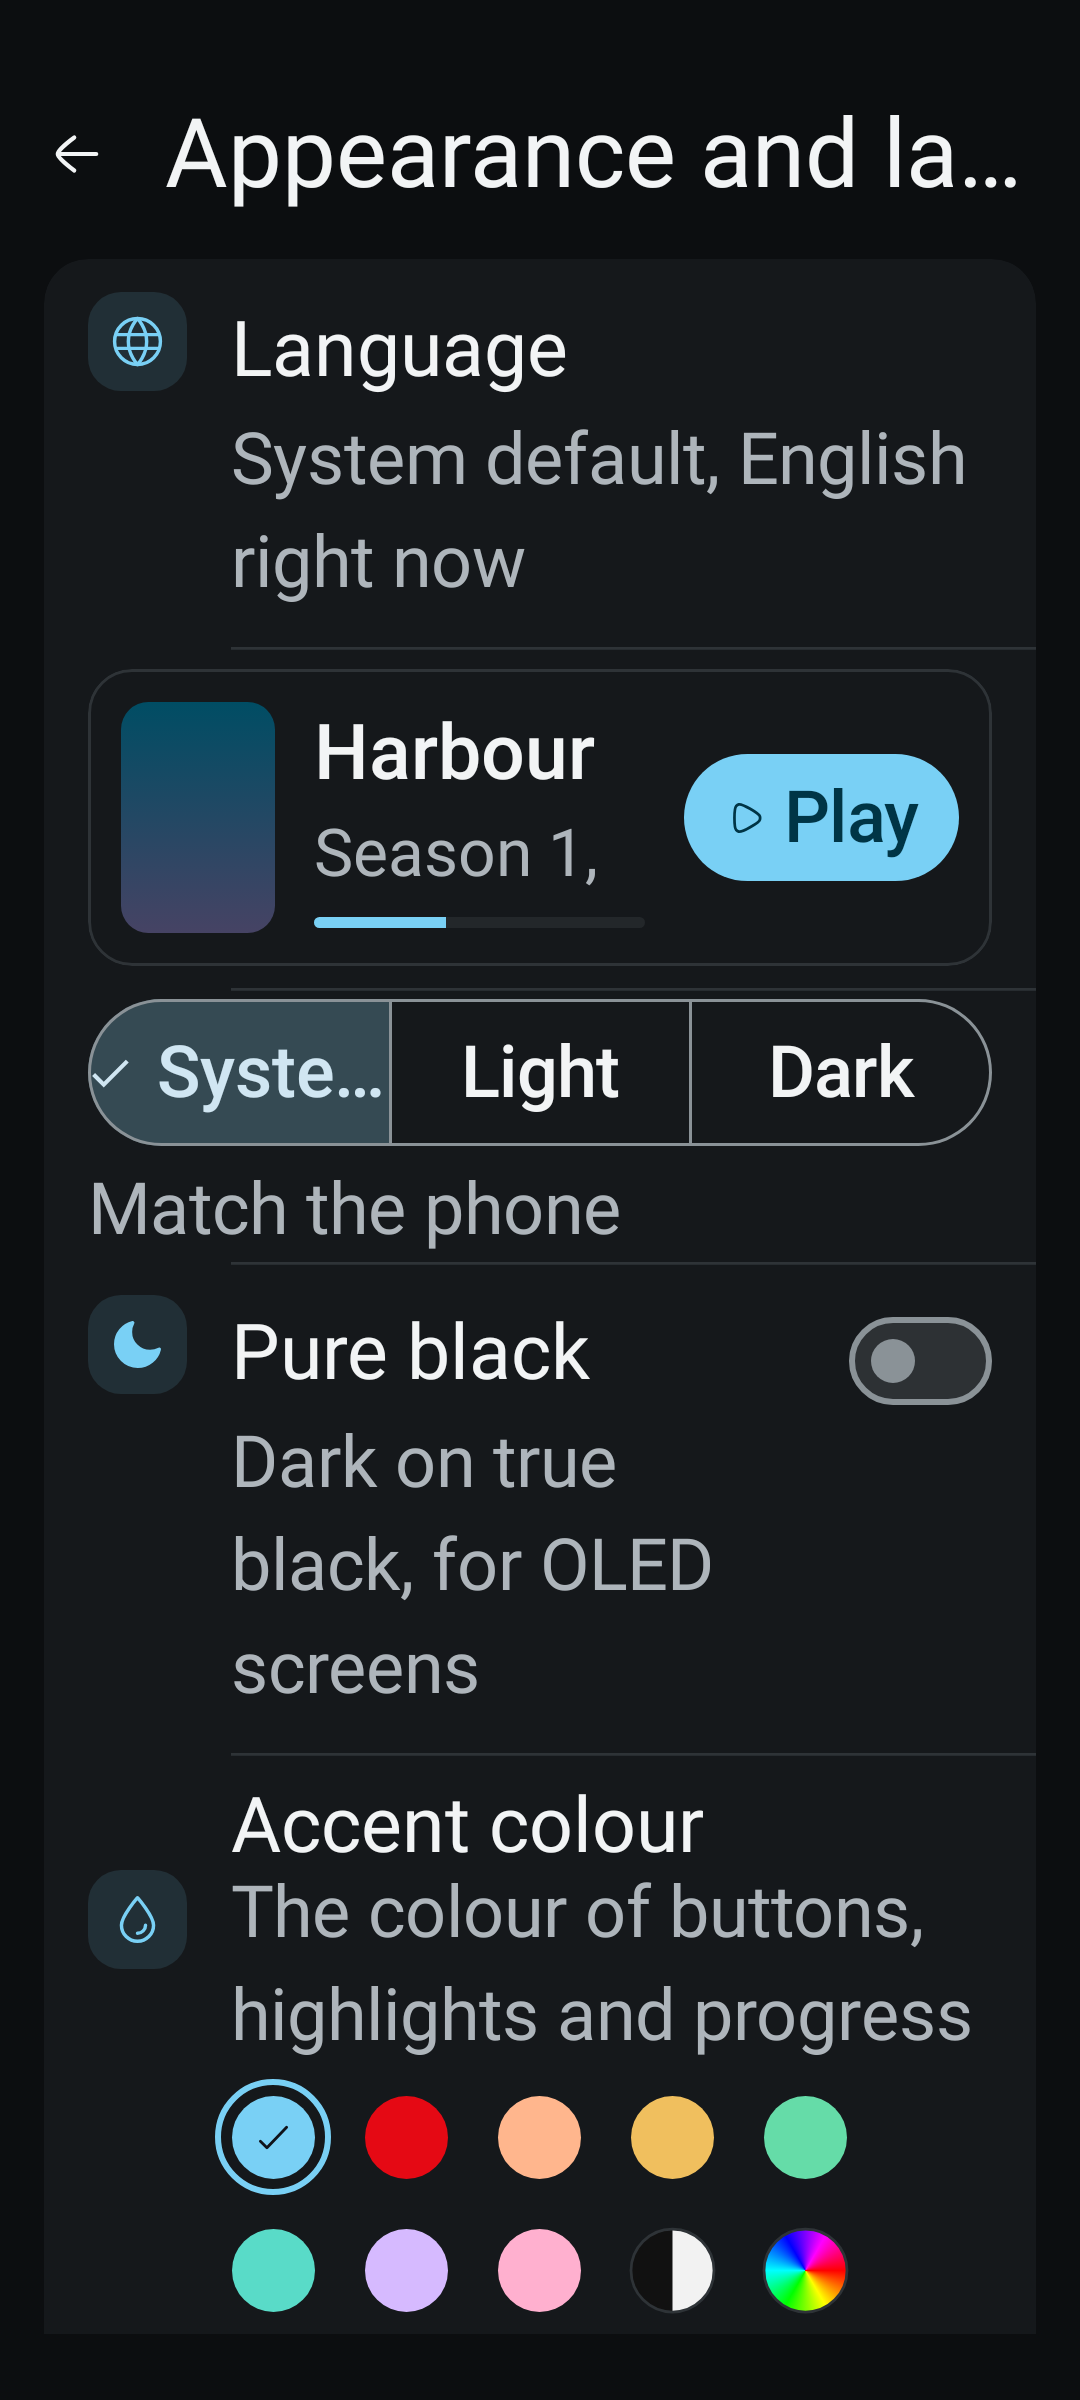 Appearance and la…
Language
System default, English
right now
Harbour
Season 1,
Play
Syste…
Light
Dark
Match the phone
Pure black
Dark on true
black, for OLED
screens
Accent colour
The colour of buttons,
highlights and progress